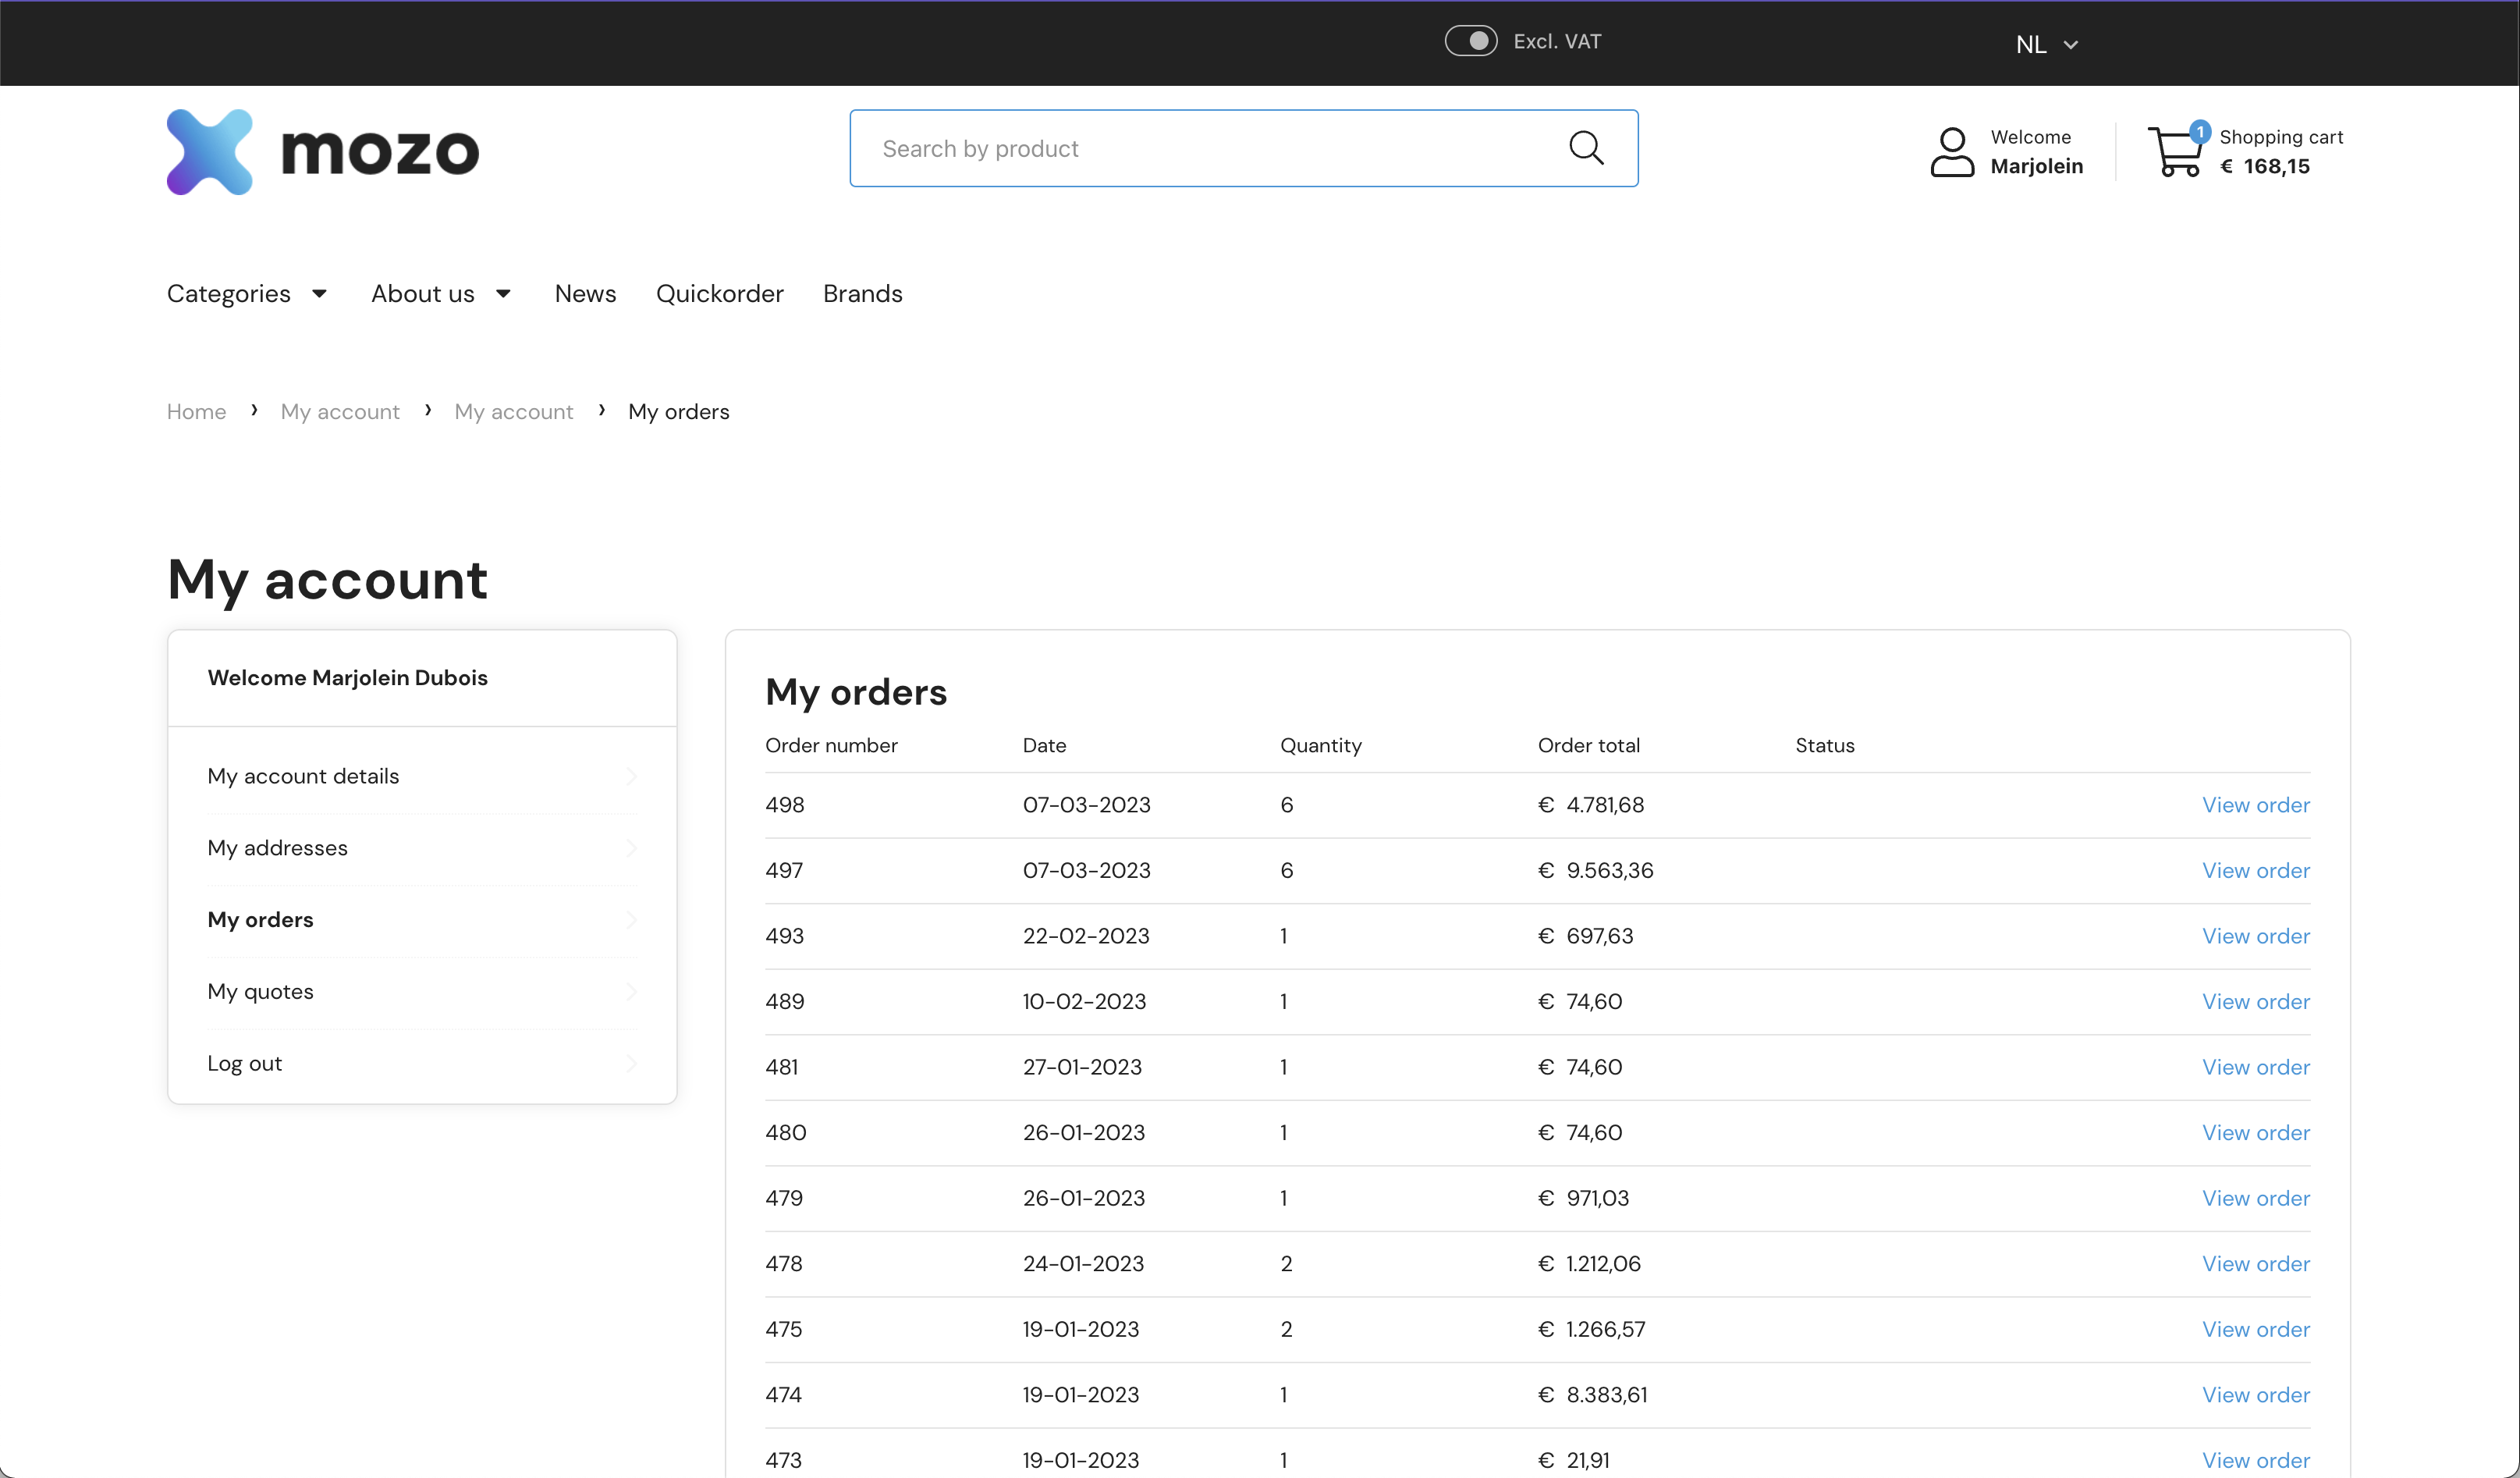 Excl. VAT
NL
mozo
Search by product
Welcome
Marjolein
1
Shopping cart
€ 168,15
Categories
About us
News
Quickorder
Brands
Home › My account › My account › My orders
My account
Welcome Marjolein Dubois
My account details
My addresses
My orders
My quotes
Log out
My orders
Order number Date Quantity Order total Status
498 07-03-2023 6 € 4.781,68 View order
497 07-03-2023 6 € 9.563,36 View order
493 22-02-2023 1 € 697,63 View order
489 10-02-2023 1 € 74,60 View order
481 27-01-2023 1 € 74,60 View order
480 26-01-2023 1 € 74,60 View order
479 26-01-2023 1 € 971,03 View order
478 24-01-2023 2 € 1.212,06 View order
475 19-01-2023 2 € 1.266,57 View order
474 19-01-2023 1 € 8.383,61 View order
473 19-01-2023 1 € 21,91 View order